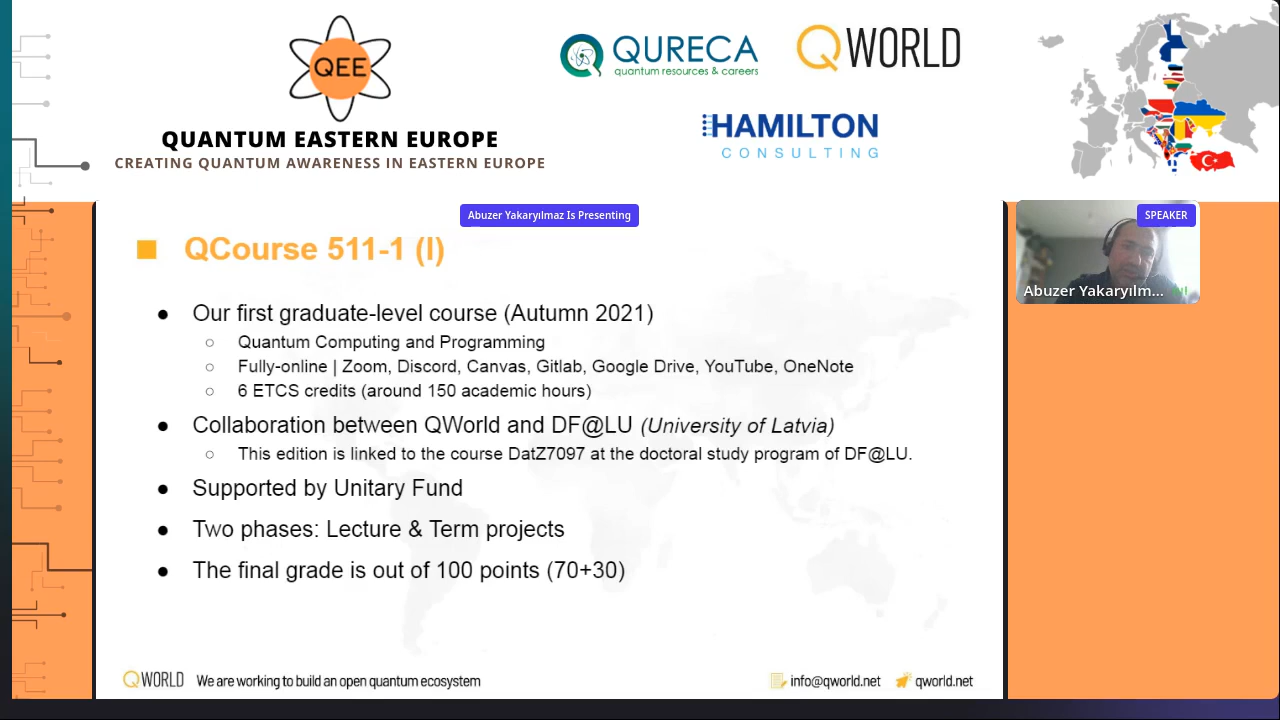 QEE
QUANTUM EASTERN EUROPE
CREATING QUANTUM AWARENESS IN EASTERN EUROPE
QURECA
quantum resources & careers
QWORLD
HAMILTON
CONSULTING
Abuzer Yakaryılmaz Is Presenting
SPEAKER
Abuzer Yakaryılm...
QCourse 511-1 (I)
● Our first graduate-level course (Autumn 2021)
○ Quantum Computing and Programming
○ Fully-online | Zoom, Discord, Canvas, Gitlab, Google Drive, YouTube, OneNote
○ 6 ETCS credits (around 150 academic hours)
● Collaboration between QWorld and DF@LU (University of Latvia)
○ This edition is linked to the course DatZ7097 at the doctoral study program of DF@LU.
● Supported by Unitary Fund
● Two phases: Lecture & Term projects
● The final grade is out of 100 points (70+30)
QWORLD We are working to build an open quantum ecosystem
info@qworld.net qworld.net